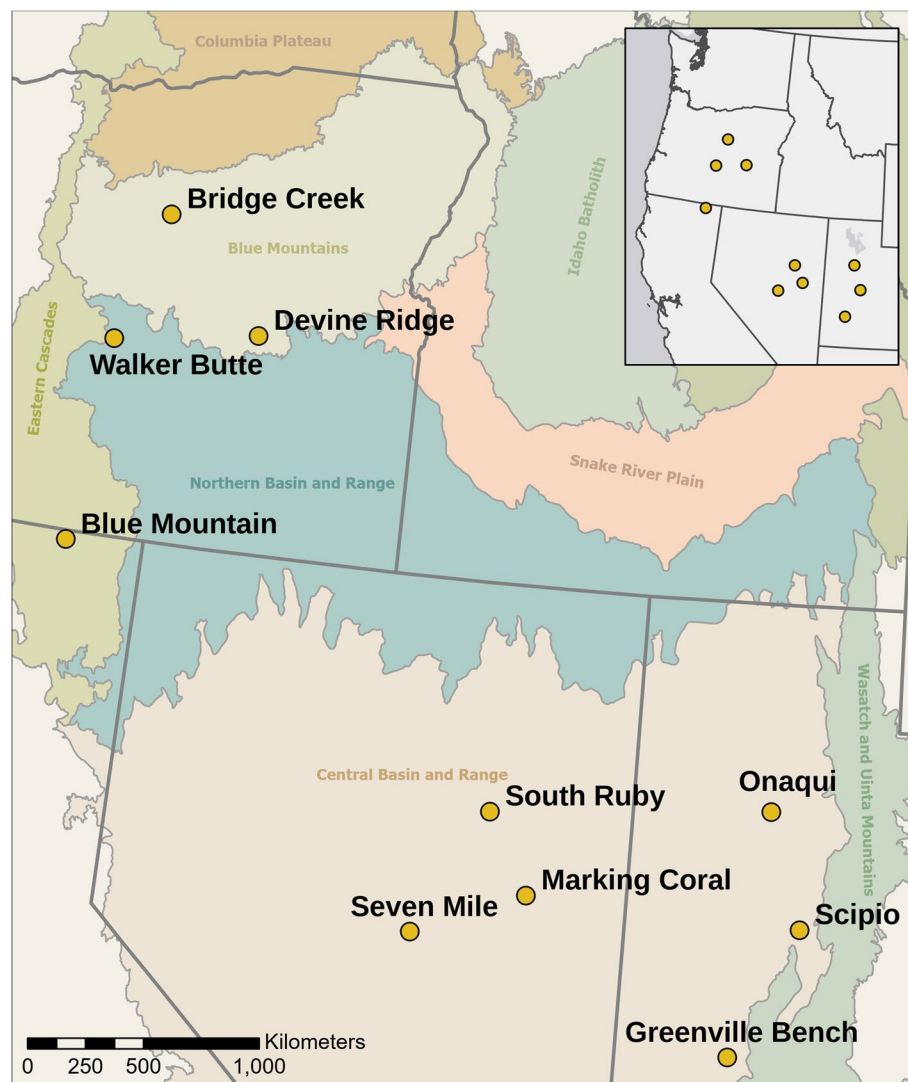 Columbia Plateau
Bridge Creek
Blue Mountains
Idaho Batholith
Devine Ridge
Walker Butte
Eastern Cascades
Snake River Plain
Northern Basin and Range
Blue Mountain
Wasatch and Uinta Mountains
Central Basin and Range
South Ruby
Onaqui
Marking Coral
Seven Mile
Scipio
Greenville Bench
Kilometers
0 250 500 1,000